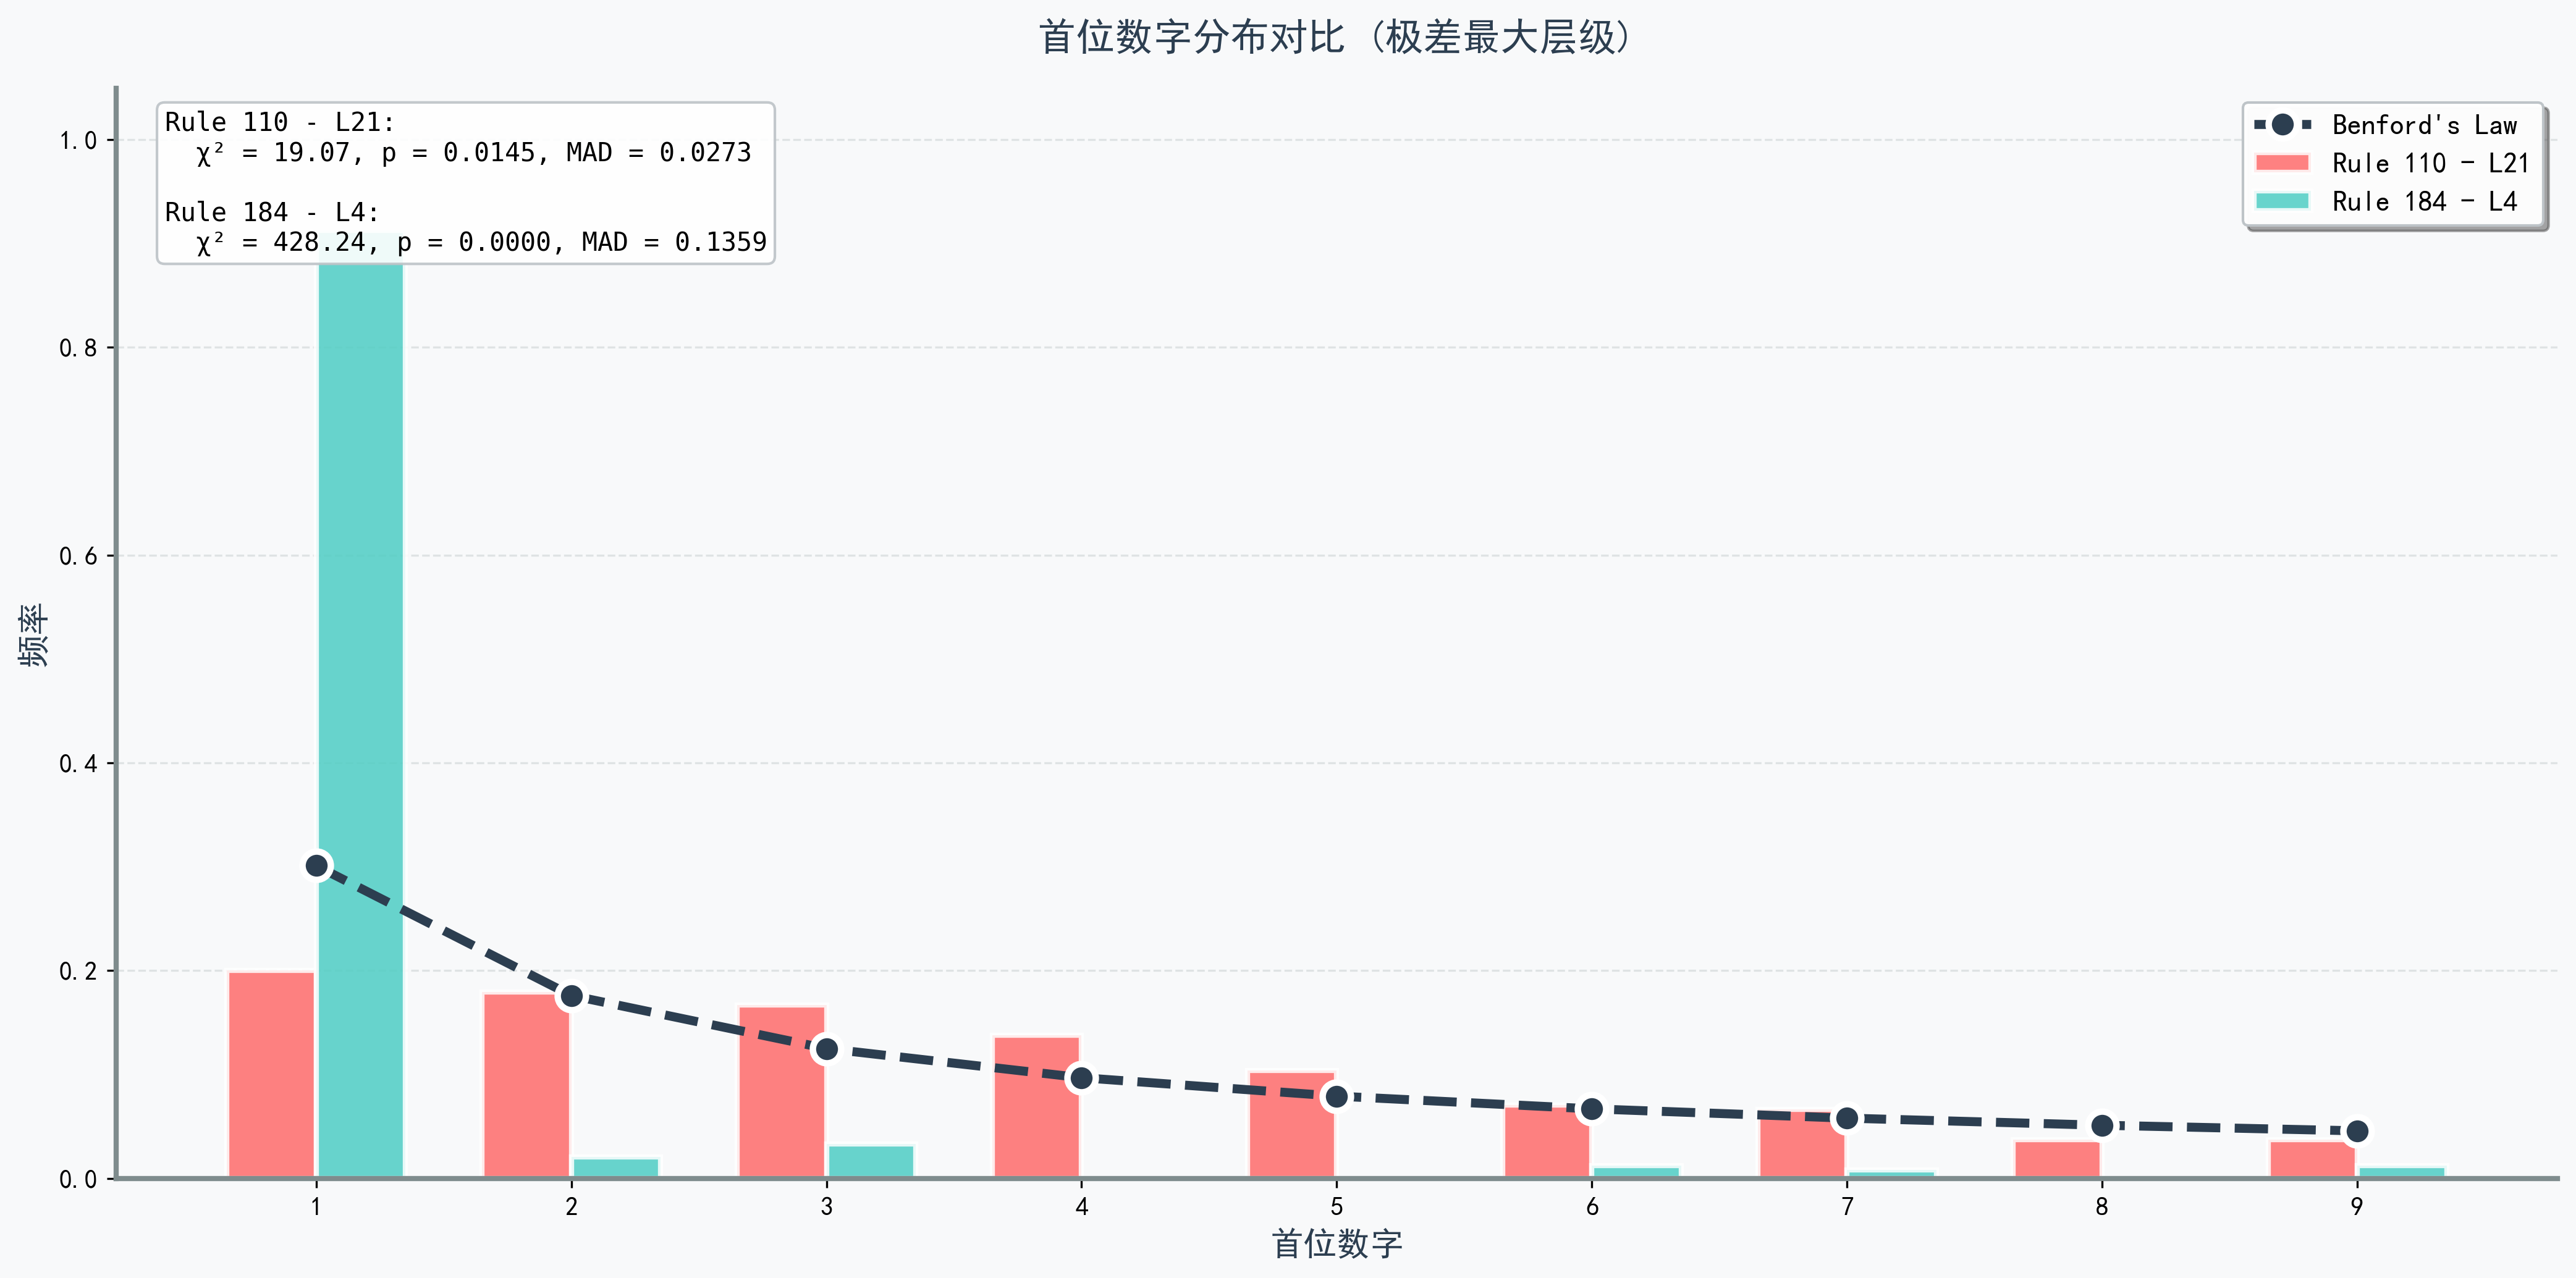 首位数字分布对比 (极差最大层级)
Rule 110 - L21:
χ² = 19.07, p = 0.0145, MAD = 0.0273
Rule 184 - L4:
χ² = 428.24, p = 0.0000, MAD = 0.1359
Benford's Law
Rule 110 - L21
Rule 184 - L4
频率
1.0
0.8
0.6
0.4
0.2
0.0
1 2 3 4 5 6 7 8 9
首位数字